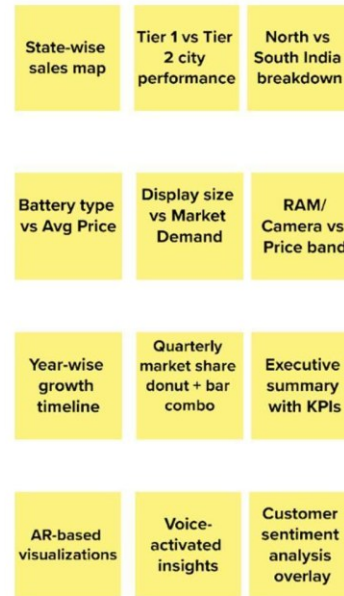 State-wise
sales map
Tier 1 vs Tier
2 city
performance
North vs
South India
breakdown
Battery type
vs Avg Price
Display size
vs Market
Demand
RAM/
Camera vs
Price band
Year-wise
growth
timeline
Quarterly
market share
donut + bar
combo
Executive
summary
with KPIs
AR-based
visualizations
Voice-
activated
insights
Customer
sentiment
analysis
overlay